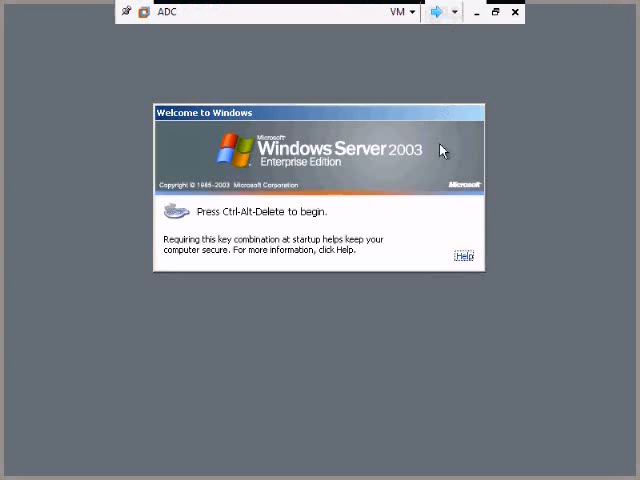 ADC VM
Welcome to Windows
Microsoft
Windows Server 2003
Enterprise Edition
Copyright © 1985-2003 Microsoft Corporation Microsoft
Press Ctrl-Alt-Delete to begin.
Requiring this key combination at startup helps keep your
computer secure. For more information, click Help.
Help